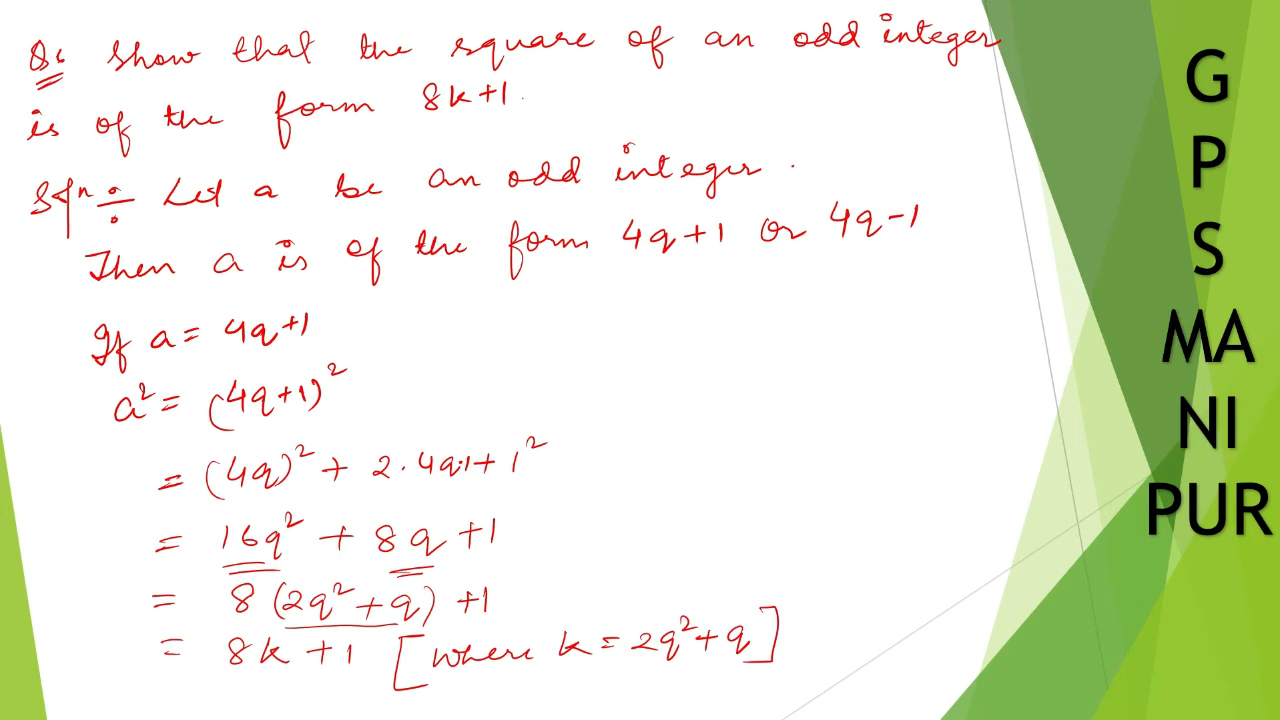 Q: Show that the square of an odd integer
is of the form 8k+1.
Solⁿ: Let a be an odd integer.
Then a is of the form 4q+1 or 4q-1
If a = 4q+1
a² = (4q+1)²
= (4q)² + 2.4q.1 + 1²
= 16q² + 8q + 1
= 8 (2q² + q) + 1
= 8k + 1 [where k = 2q² + q]
G
P
S
MA
NI
PUR